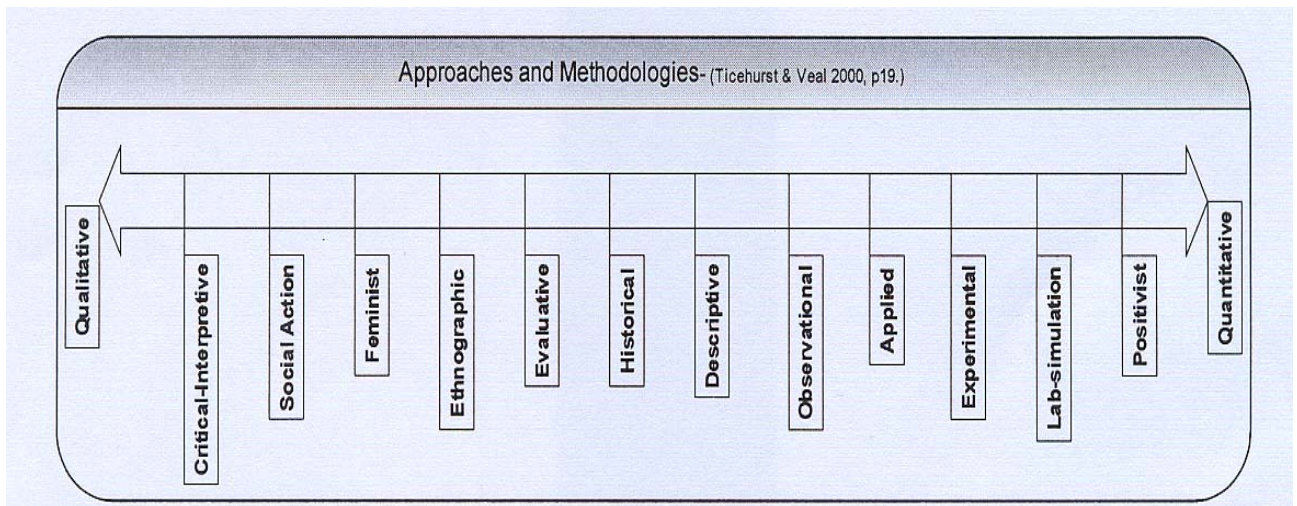 Approaches and Methodologies- (Ticehurst & Veal 2000, p19.)
Qualitative
Critical-Interpretive
Social Action
Feminist
Ethnographic
Evaluative
Historical
Descriptive
Observational
Applied
Experimental
Lab-simulation
Positivist
Quantitative